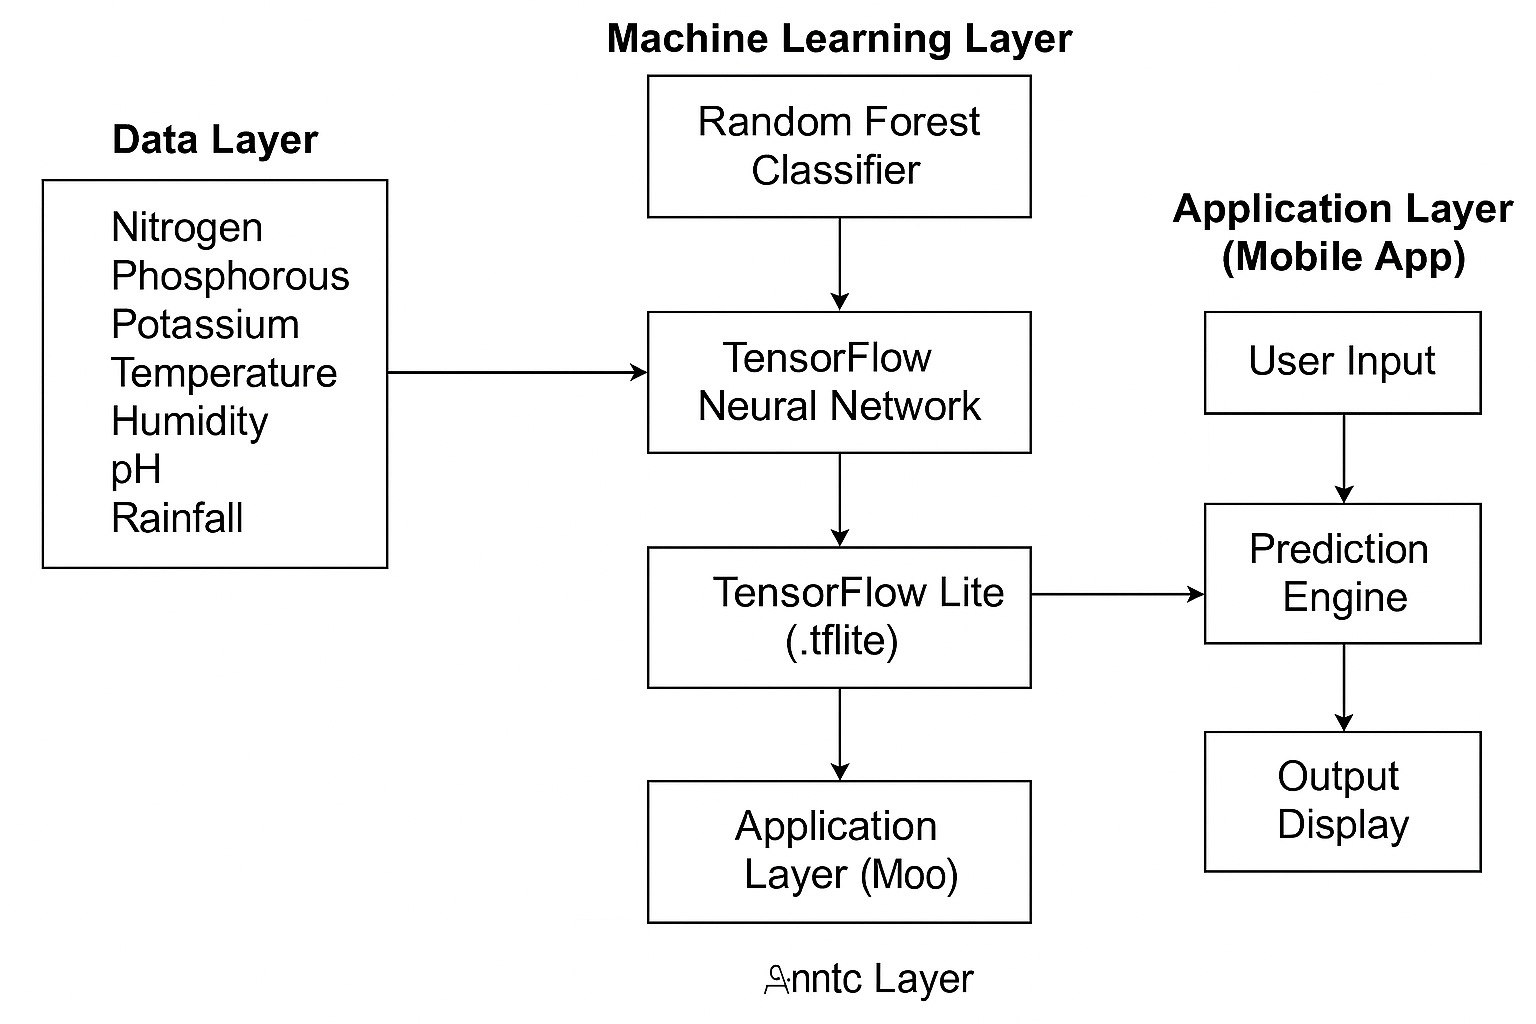 Machine Learning Layer
Data Layer
Nitrogen
Phosphorous
Potassium
Temperature
Humidity
pH
Rainfall
Random Forest
Classifier
TensorFlow
Neural Network
TensorFlow Lite
(.tflite)
Application
Layer (Moo)
Layer
Application Layer
(Mobile App)
User Input
Prediction
Engine
Output
Display